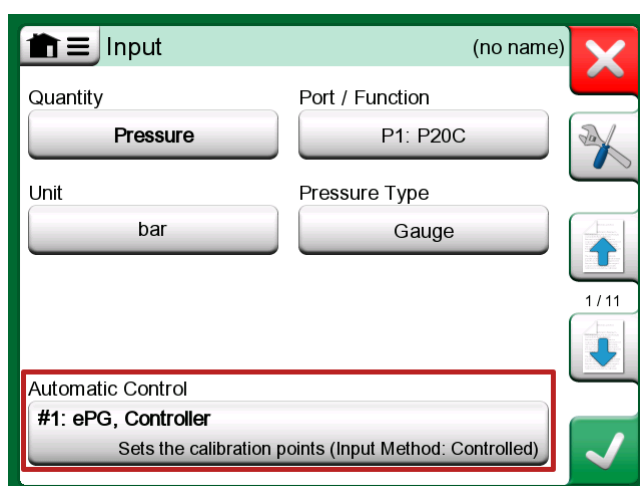 Input
(no name)
Quantity
Port / Function
Pressure
P1: P20C
Unit
Pressure Type
bar
Gauge
1 / 11
Automatic Control
#1: ePG, Controller
Sets the calibration points (Input Method: Controlled)